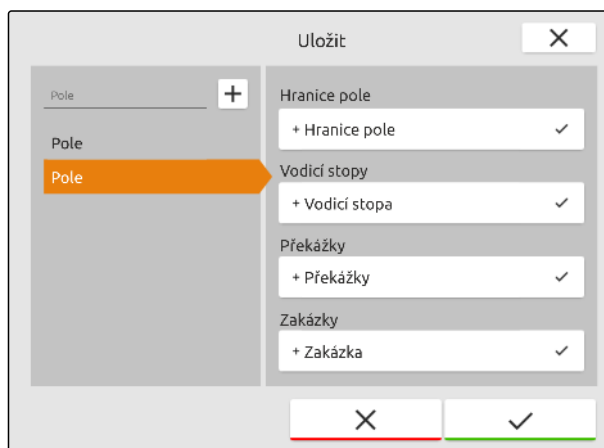 Uložit
Pole
Pole
Pole
Hranice pole
+ Hranice pole
Vodicí stopy
+ Vodicí stopa
Překážky
+ Překážky
Zakázky
+ Zakázka